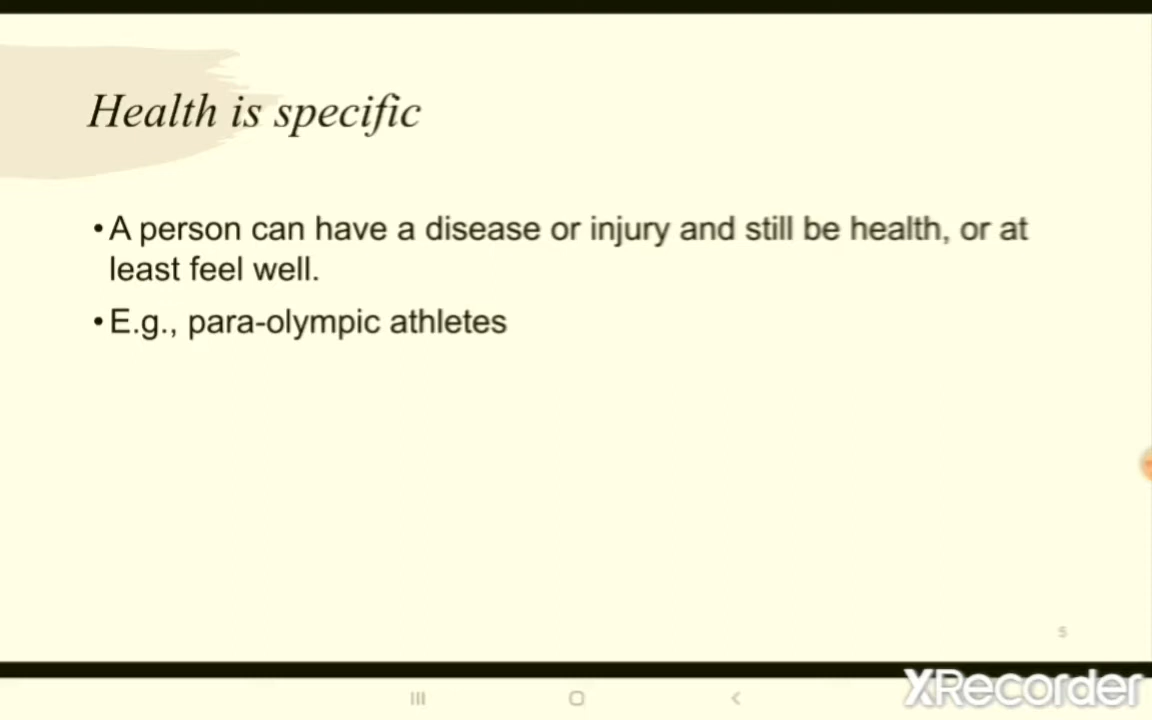 Health is specific
• A person can have a disease or injury and still be health, or at
least feel well.
• E.g., para-olympic athletes
5
XRecorder